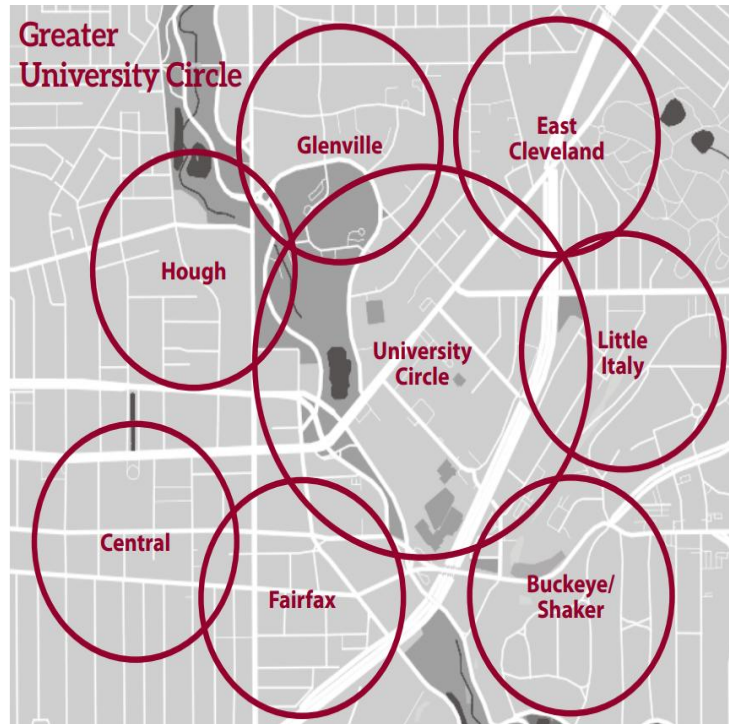 Greater
University Circle
Glenville
East
Cleveland
Hough
University
Circle
Little
Italy
Central
Fairfax
Buckeye/
Shaker